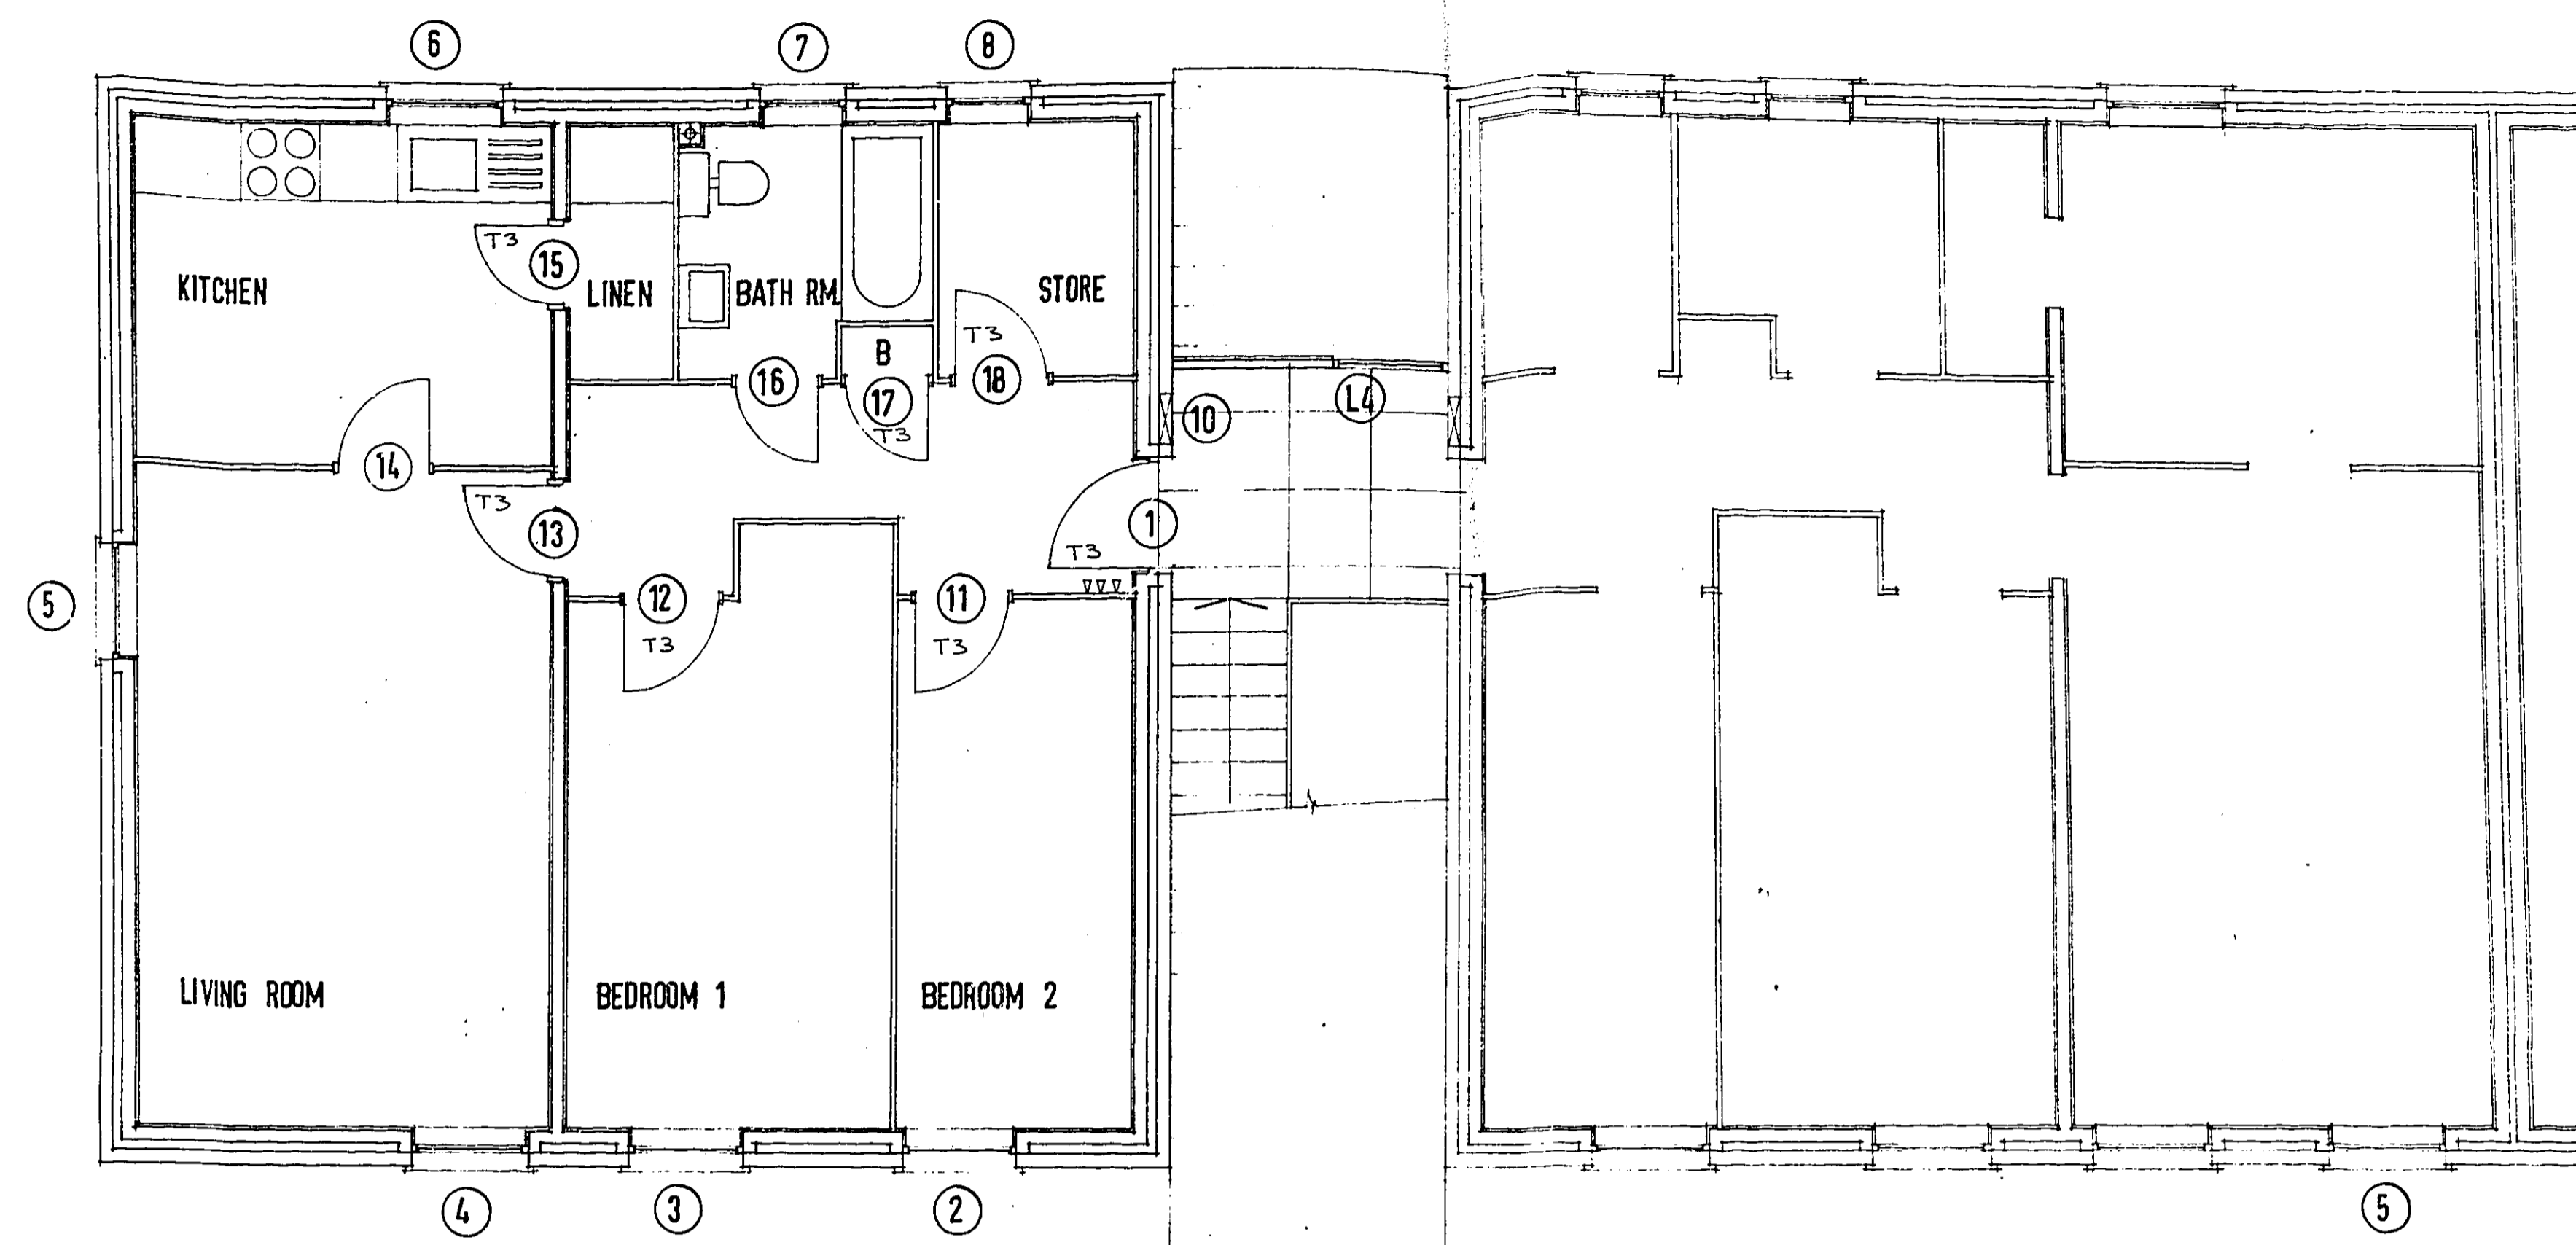 6
7
8
T3
15
KITCHEN
LINEN
BATH RM.
STORE
T3
B
16
17
18
T3
10
L4
14
T3
13
1
T3
5
12
11
T3
T3
LIVING ROOM
BEDROOM 1
BEDROOM 2
4
3
2
5